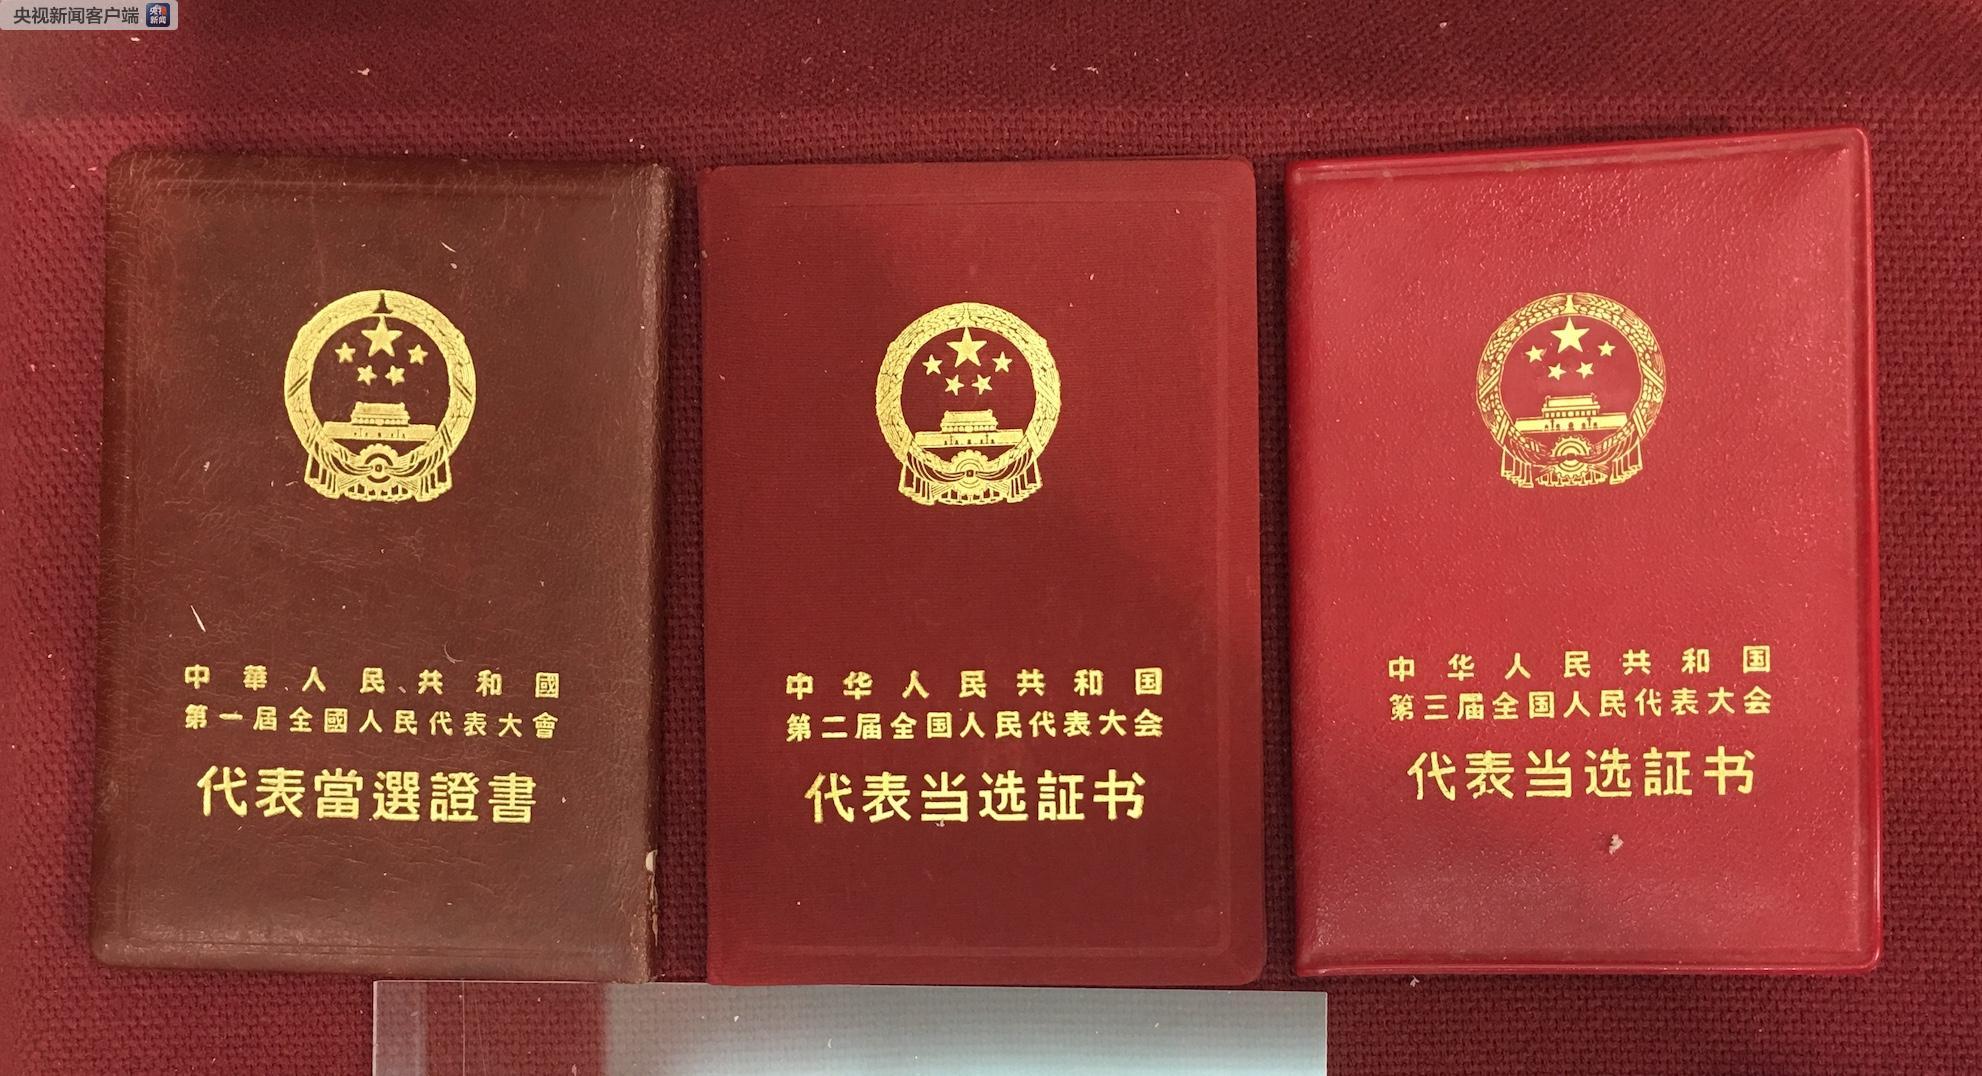 央视新闻客户端
央视
新闻
中華人民共和國
第一屆全國人民代表大會
代表當選證書
中华人民共和国
第二届全国人民代表大会
代表当选証书
中华人民共和国
第三届全国人民代表大会
代表当选証书